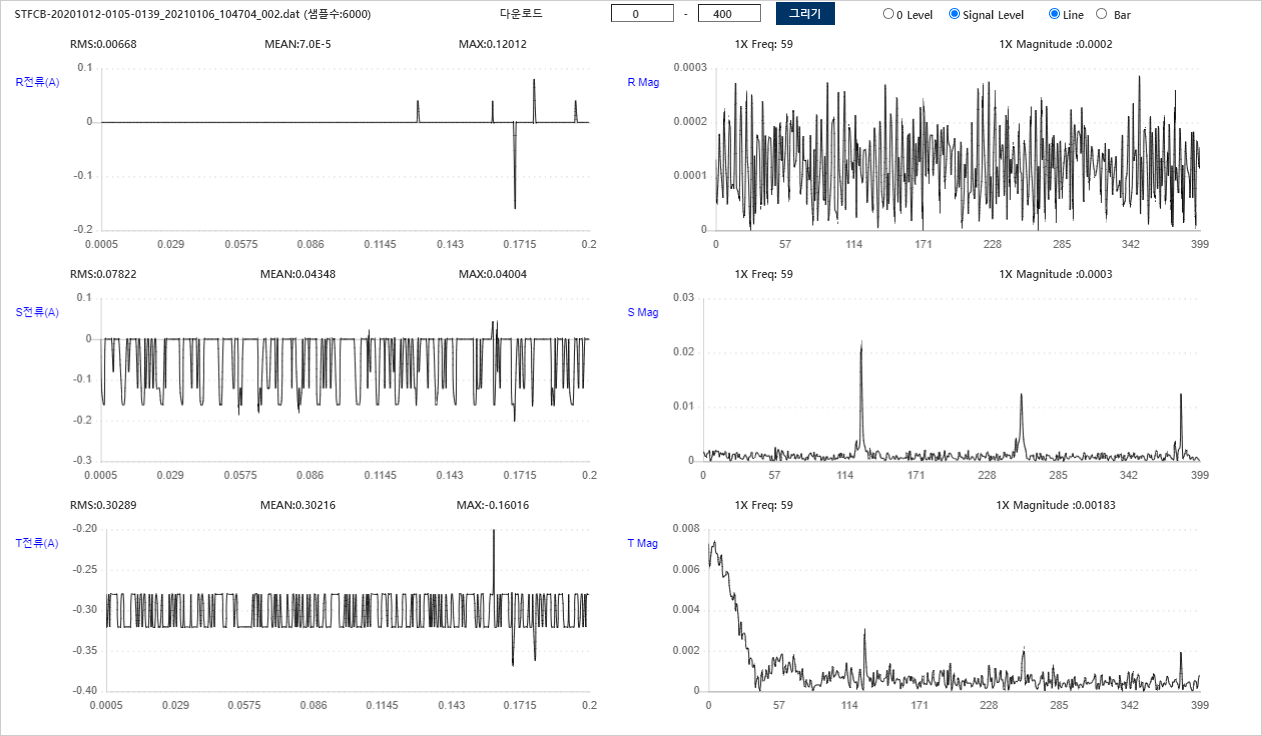 STFCB-20201012-0105-0139_20210106_104704_002.dat (샘플수:6000) 다운로드 0 - 400 그리기 0 Level Signal Level Line Bar
RMS:0.00668 MEAN:7.0E-5 MAX:0.12012
R전류(A)
0.1
0
-0.1
-0.2
0.0005 0.029 0.0575 0.086 0.1145 0.143 0.1715 0.2
1X Freq: 59 1X Magnitude :0.0002
R Mag
0.0003
0.0002
0.0001
0
0 57 114 171 228 285 342 399
RMS:0.07822 MEAN:0.04348 MAX:0.04004
S전류(A)
0.1
0
-0.1
-0.2
-0.3
0.0005 0.029 0.0575 0.086 0.1145 0.143 0.1715 0.2
1X Freq: 59 1X Magnitude :0.0003
S Mag
0.03
0.02
0.01
0
0 57 114 171 228 285 342 399
RMS:0.30289 MEAN:0.30216 MAX:-0.16016
T전류(A)
-0.20
-0.25
-0.30
-0.35
-0.40
0.0005 0.029 0.0575 0.086 0.1145 0.143 0.1715 0.2
1X Freq: 59 1X Magnitude :0.00183
T Mag
0.008
0.006
0.004
0.002
0
0 57 114 171 228 285 342 399